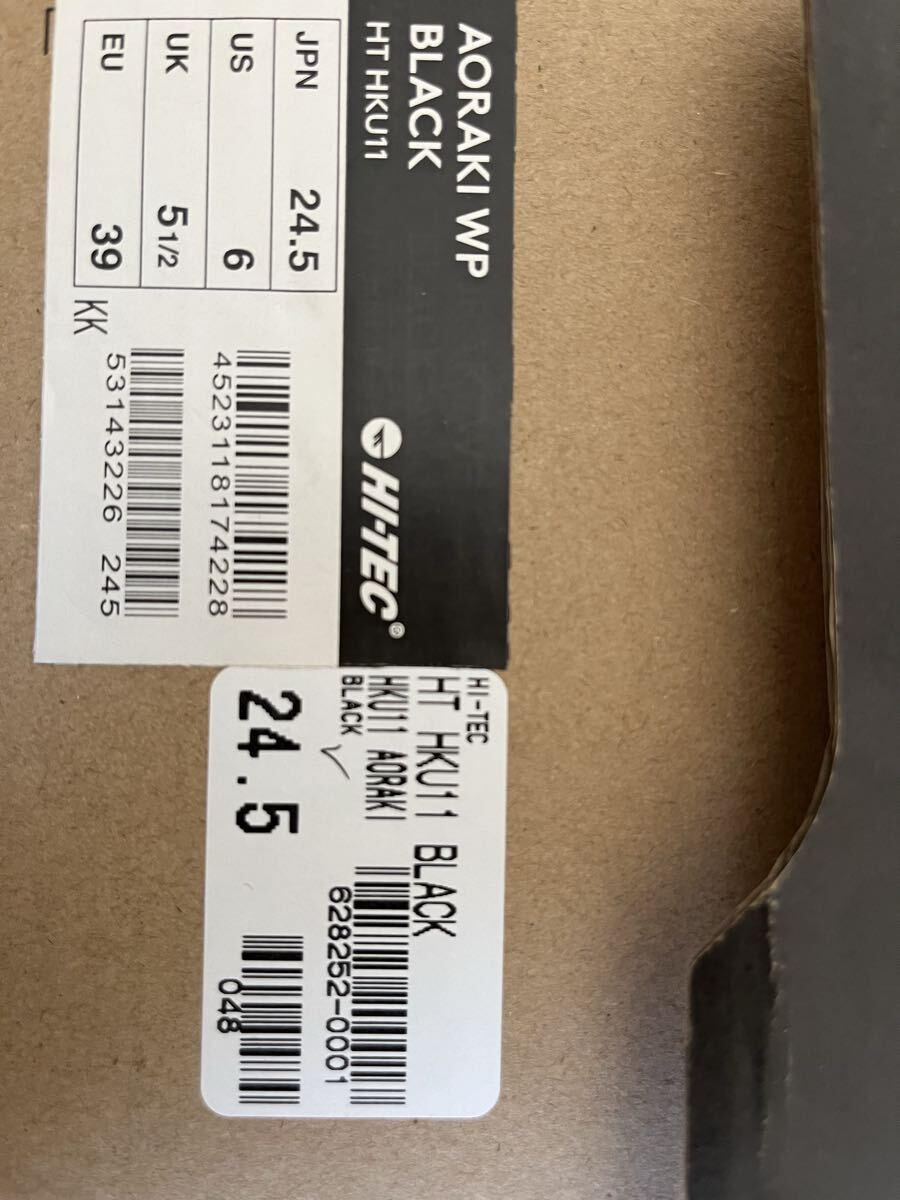 AORAKI WP
BLACK
HT HKU11
JPN 24.5
US 6
UK 5 1/2
EU 39
KK
HI-TEC®
4523118174228
53143226 245
HI-TEC
HT HKU11 BLACK
HKU11 AORAKI
BLACK
628252-0001
24.5
048